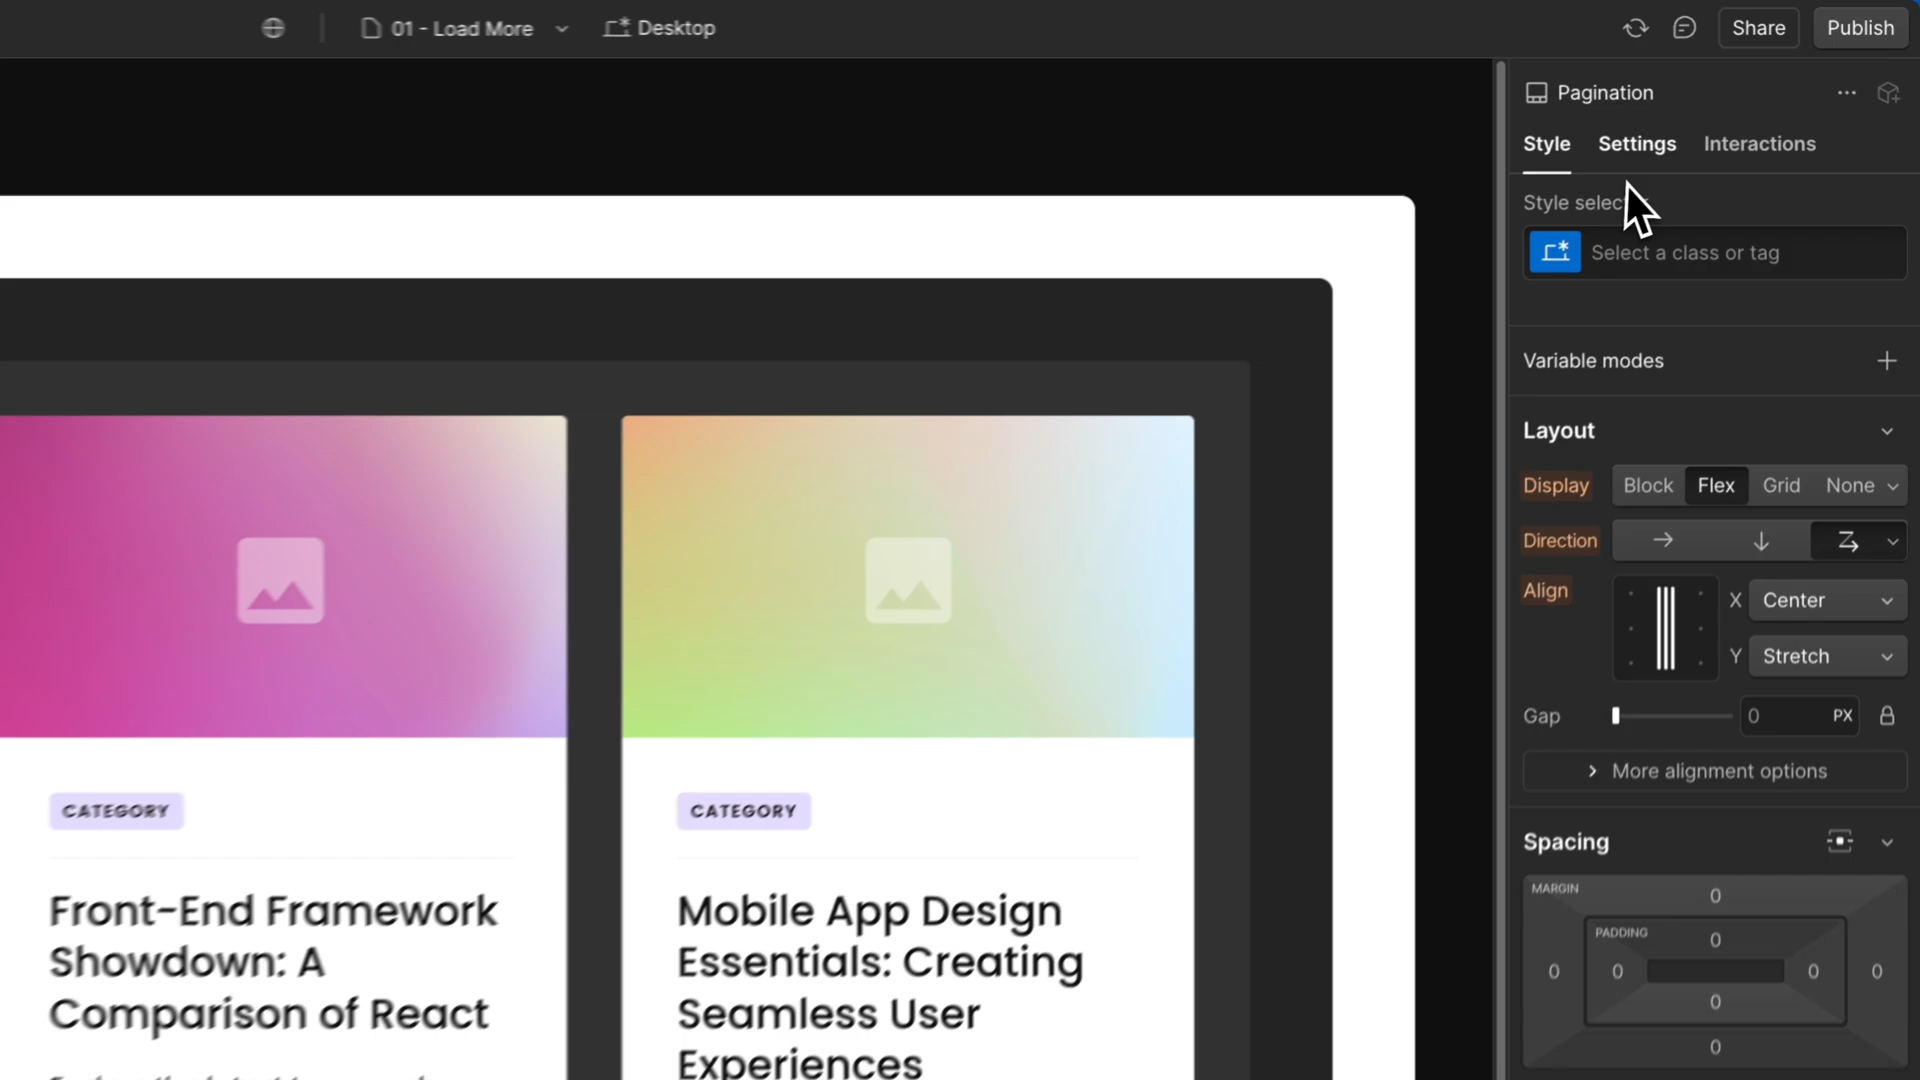 01 - Load More
Desktop
Share
Publish
Pagination
Style
Settings
Interactions
Style selec
Select a class or tag
Variable modes
Layout
Display
Block
Flex
Grid
None
Direction
Align
X
Center
Y
Stretch
Gap
0
PX
More alignment options
Spacing
MARGIN
0
PADDING
0
0
0
0
0
0
0
CATEGORY
Front-End Framework
Showdown: A
Comparison of React
CATEGORY
Mobile App Design
Essentials: Creating
Seamless User
Experiences